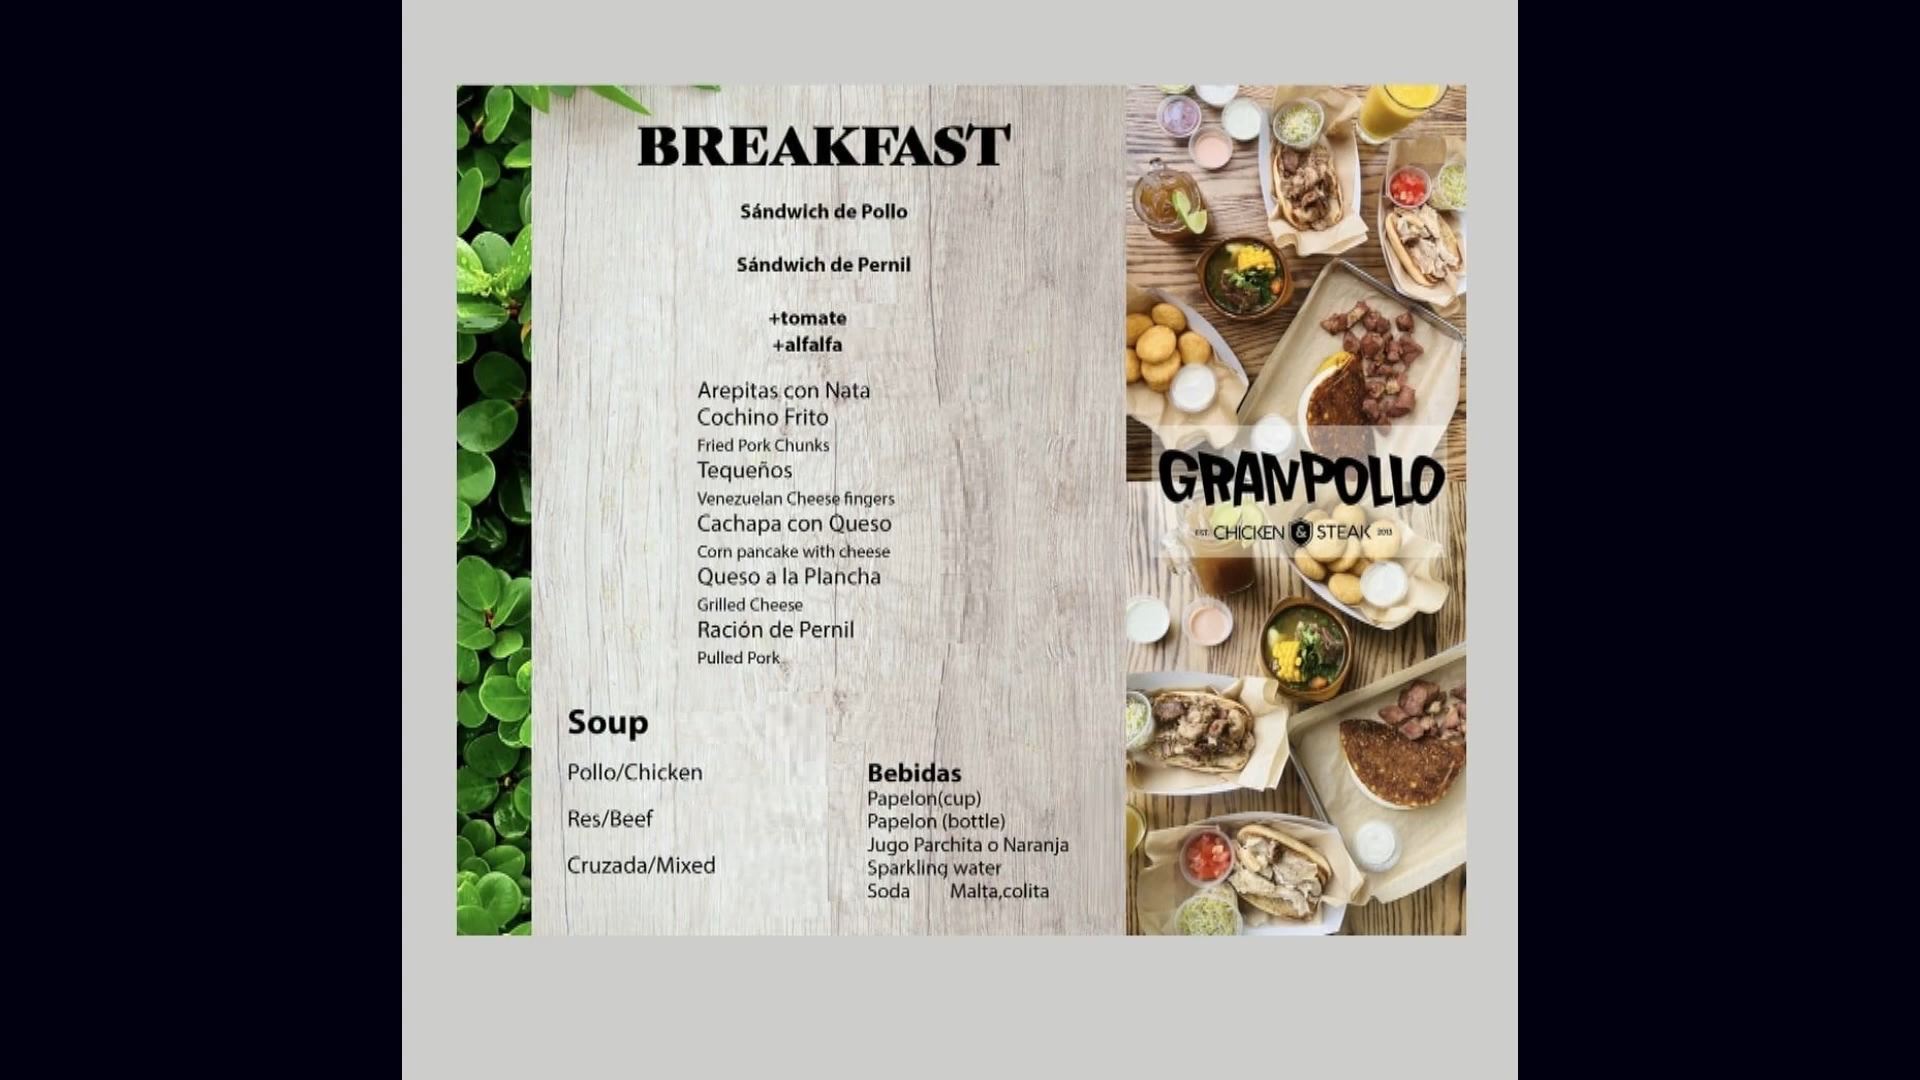 BREAKFAST
Sándwich de Pollo
Sándwich de Pernil
+tomate
+alfalfa
Arepitas con Nata
Cochino Frito
Fried Pork Chunks
Tequeños
Venezuelan Cheese fingers
Cachapa con Queso
Corn pancake with cheese
Queso a la Plancha
Grilled Cheese
Ración de Pernil
Pulled Pork
Soup
Pollo/Chicken
Res/Beef
Cruzada/Mixed
Bebidas
Papelon(cup)
Papelon (bottle)
Jugo Parchita o Naranja
Sparkling water
Soda Malta,colita
GRANPOLLO
EST. CHICKEN & STEAK 2013